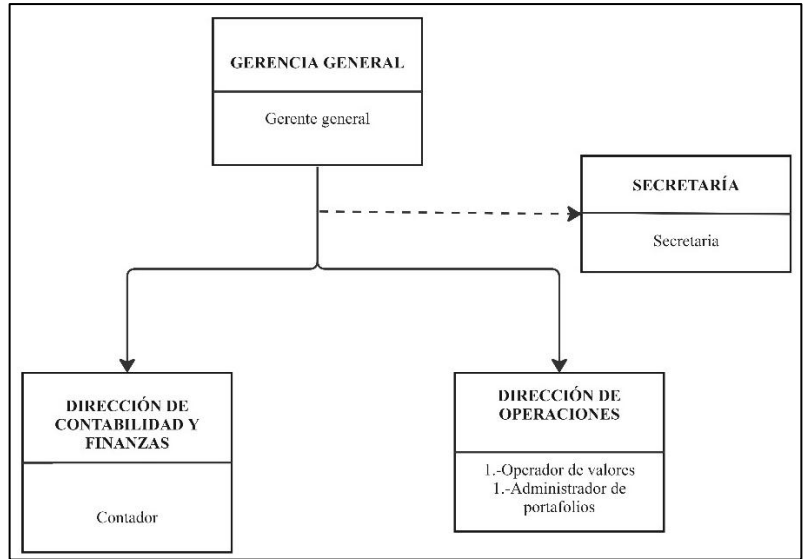 GERENCIA GENERAL
Gerente general
SECRETARÍA
Secretaria
DIRECCIÓN DE
CONTABILIDAD Y
FINANZAS
Contador
DIRECCIÓN DE
OPERACIONES
1.-Operador de valores
1.-Administrador de
portafolios